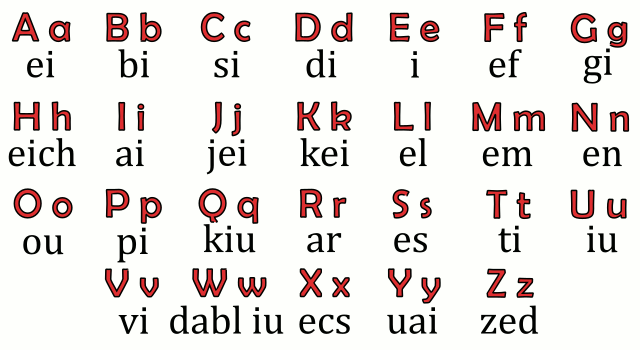 A a B b C c D d E e F f G g
ei bi si di i ef gi
H h I i J j K k L l M m N n
eich ai jei kei el em en
O o P p Q q R r S s T t U u
ou pi kiu ar es ti iu
V v W w X x Y y Z z
vi dabl iu ecs uai zed